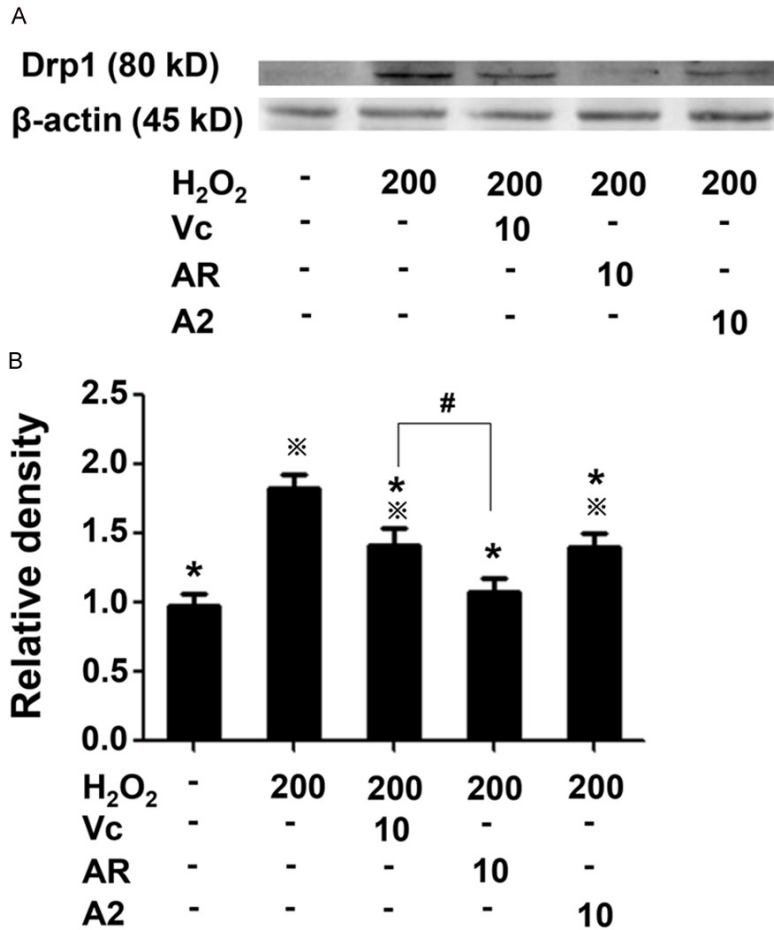 A
Drp1 (80 kD)
β-actin (45 kD)
H₂O₂ - 200 200 200 200
Vc - - 10 - -
AR - - - 10 -
A2 - - - - 10
B
Relative density
2.5
2.0
1.5
1.0
0.5
0.0
#
* ※ * ※ * * ※
H₂O₂ - 200 200 200 200
Vc - - 10 - -
AR - - - 10 -
A2 - - - - 10